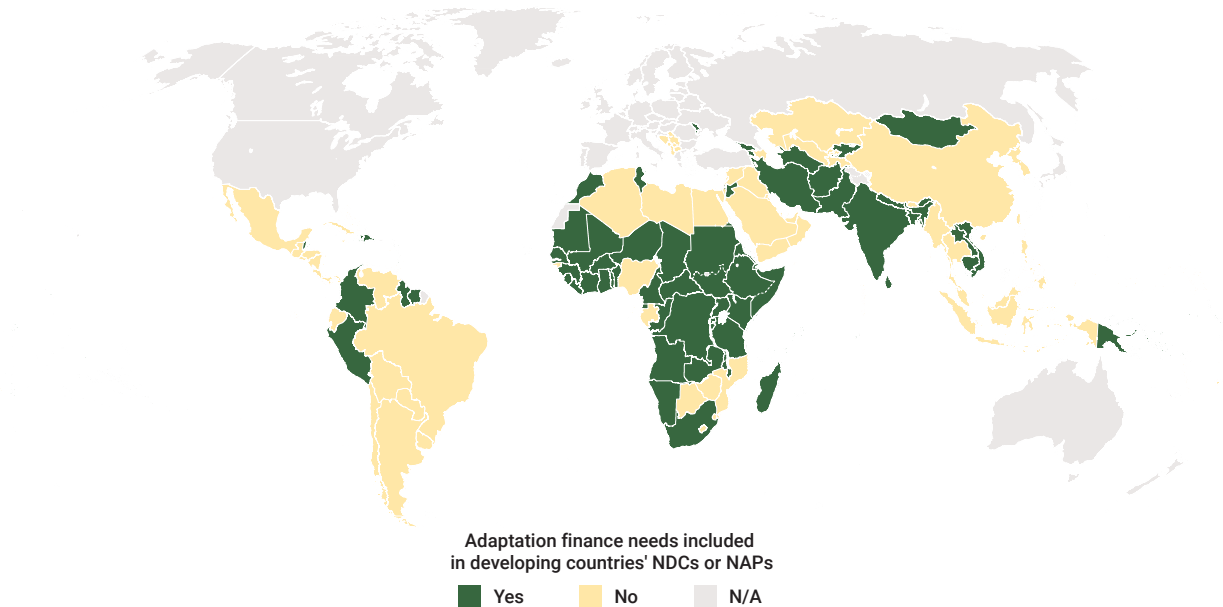 Adaptation finance needs included
in developing countries' NDCs or NAPs
Yes No N/A